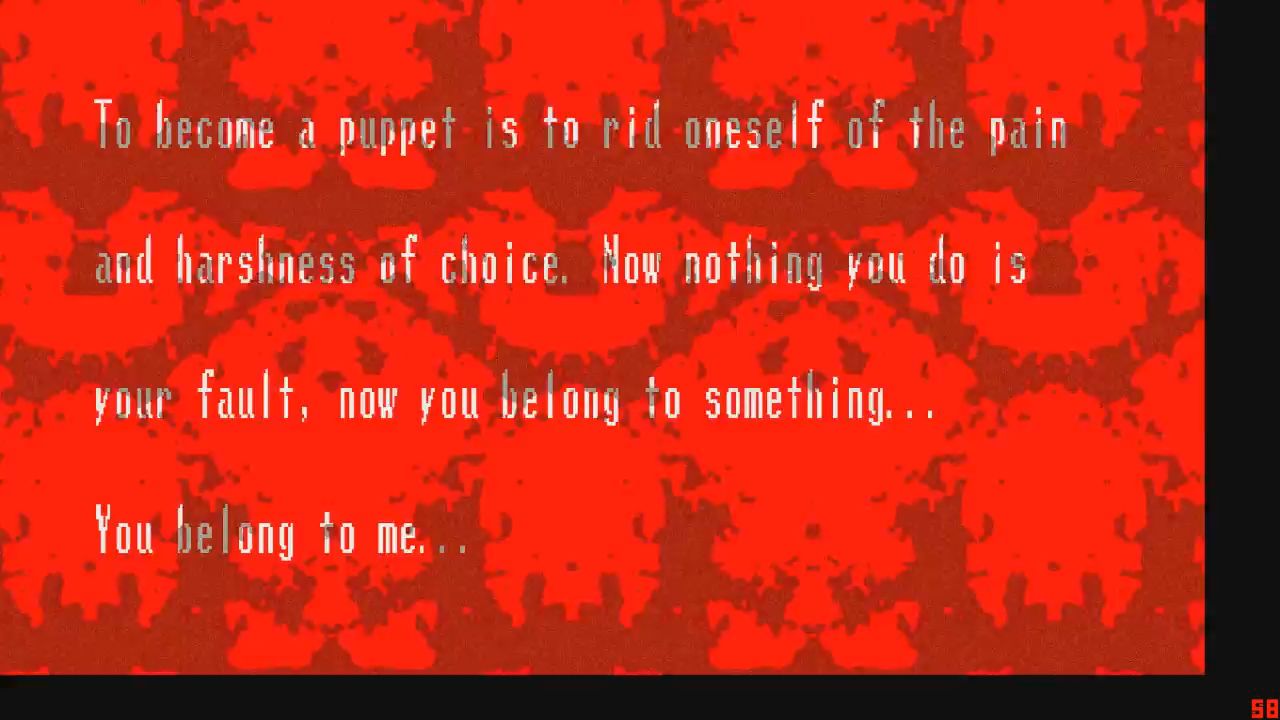 To become a puppet is to rid oneself of the pain
and harshness of choice. Now nothing you do is
your fault, now you belong to something...
You belong to me...
58